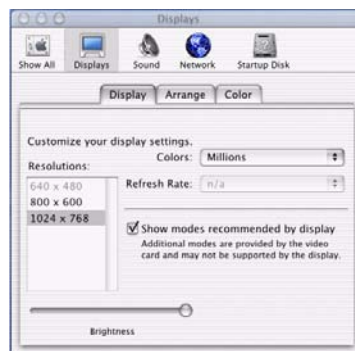 Displays
Show All Displays Sound Network Startup Disk
Display Arrange Color
Customize your display settings.
Colors: Millions
Resolutions:
640 x 480
Refresh Rate: n/a
800 x 600
1024 x 768
Show modes recommended by display
Additional modes are provided by the video
card and may not be supported by the display.
Brightness